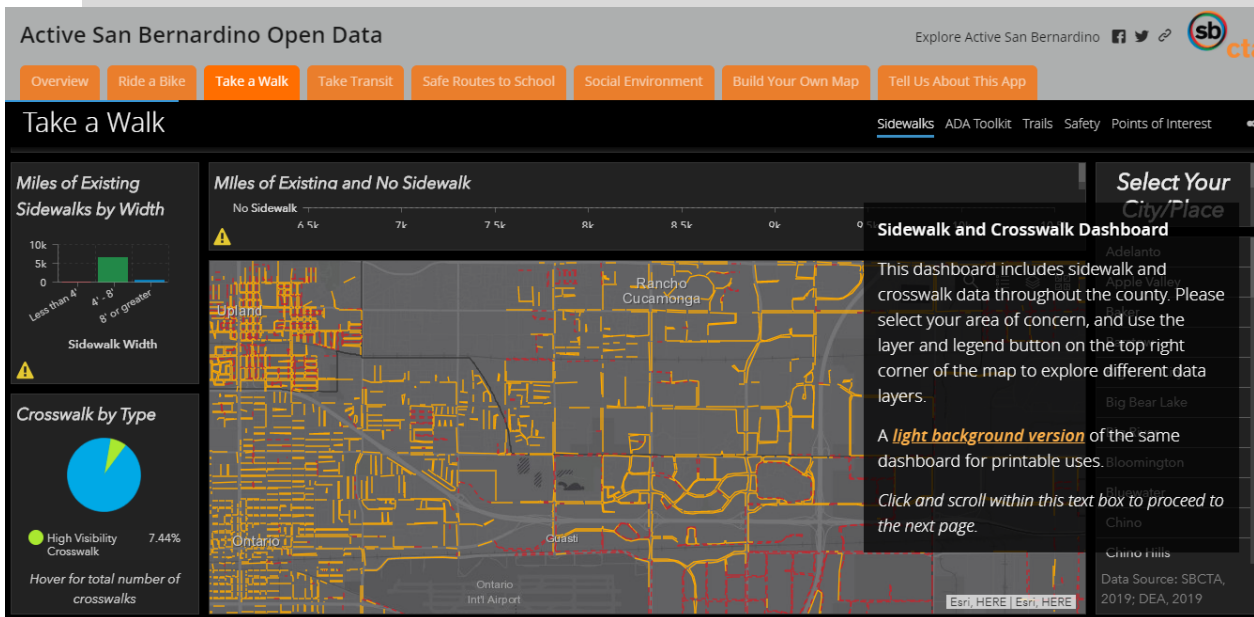 Active San Bernardino Open Data
Explore Active San Bernardino
sb
cta
Overview
Ride a Bike
Take a Walk
Take Transit
Safe Routes to School
Social Environment
Build Your Own Map
Tell Us About This App
Take a Walk
Sidewalks
ADA Toolkit
Trails
Safety
Points of Interest
Miles of Existing
Sidewalks by Width
10k
5k
0
Less than 4'
4' - 8'
8' or greater
Sidewalk Width
Crosswalk by Type
High Visibility
Crosswalk
7.44%
Hover for total number of
crosswalks
MIles of Existing and No Sidewalk
No Sidewalk
6.5k
7k
7.5k
8k
8.5k
9k
9.5k
Upland
Rancho
Cucamonga
Ontario
Guasti
Ontario
Int'l Airport
Esri, HERE | Esri, HERE
Sidewalk and Crosswalk Dashboard
This dashboard includes sidewalk and
crosswalk data throughout the county. Please
select your area of concern, and use the
layer and legend button on the top right
corner of the map to explore different data
layers.
A light background version of the same
dashboard for printable uses.
Click and scroll within this text box to proceed to
the next page.
Select Your
City/Place
Adelanto
Apple Valley
Baker
Big Bear Lake
Bloomington
Bluewater
Chino
Chino Hills
Data Source: SBCTA,
2019; DEA, 2019